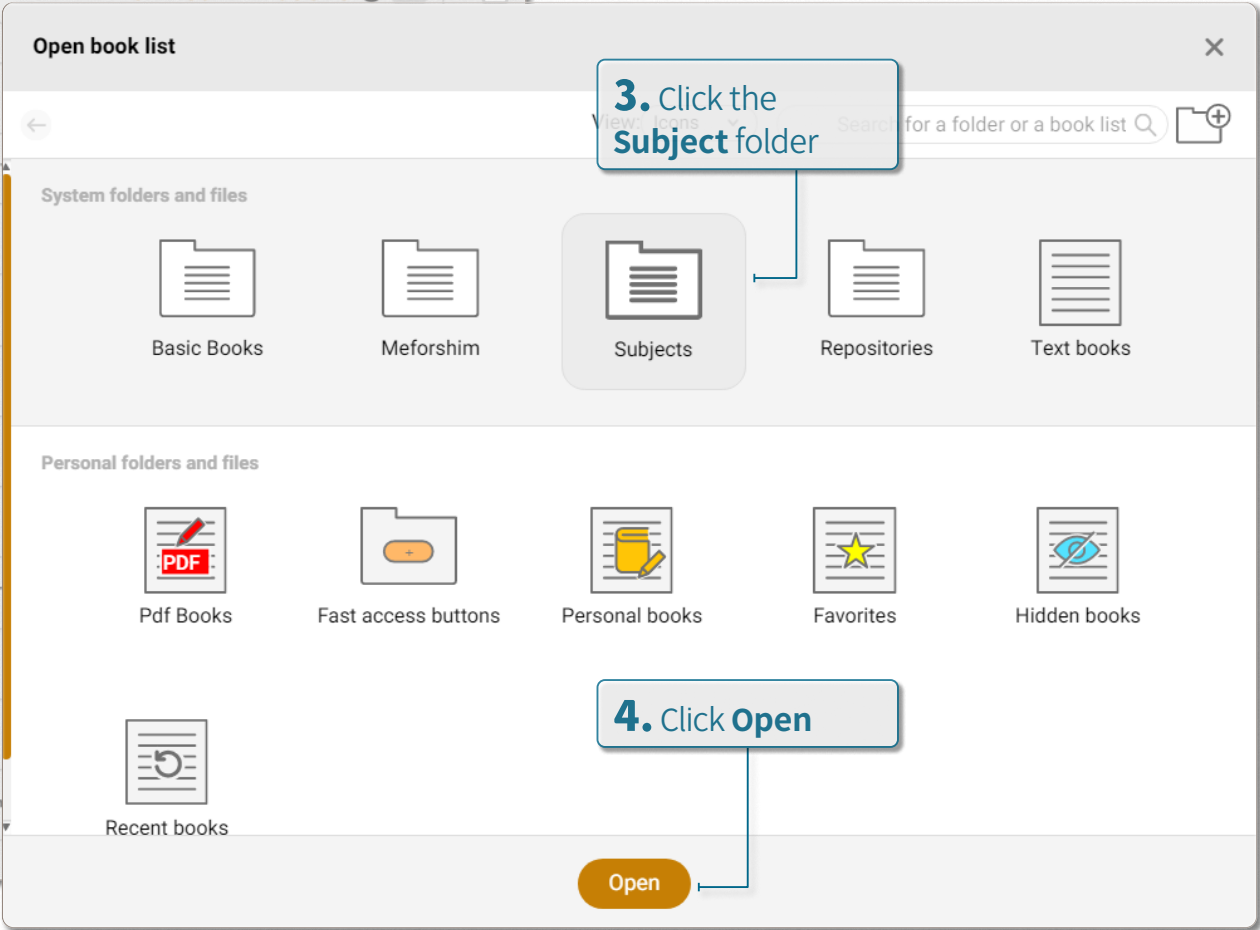 Open book list
3. Click the
Subject folder
View: Icons
Search for a folder or a book list
System folders and files
Basic Books
Meforshim
Subjects
Repositories
Text books
Personal folders and files
PDF
Pdf Books
Fast access buttons
Personal books
Favorites
Hidden books
4. Click Open
Recent books
Open